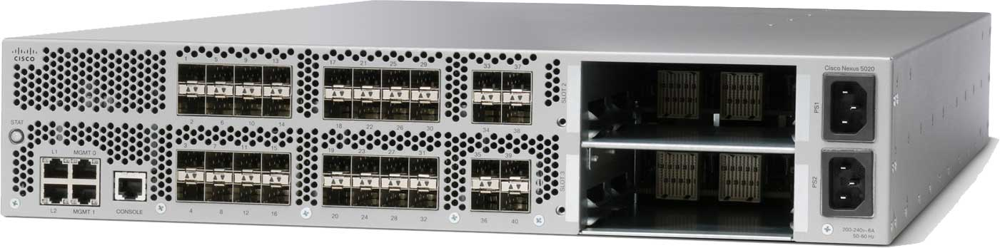 CISCO
STAT
L1 MGMT 0
L2 MGMT 1
CONSOLE
1 5 9 13
2 6 10 14
3 7 11 15
4 8 12 16
17 21 25 29
18 22 26 30
19 23 27 31
20 24 28 32
33 37
34 38
35 39
36 40
SLOT 2
SLOT 3
Cisco Nexus 5020
PS1
PS2
200-240~6A
50-60 Hz